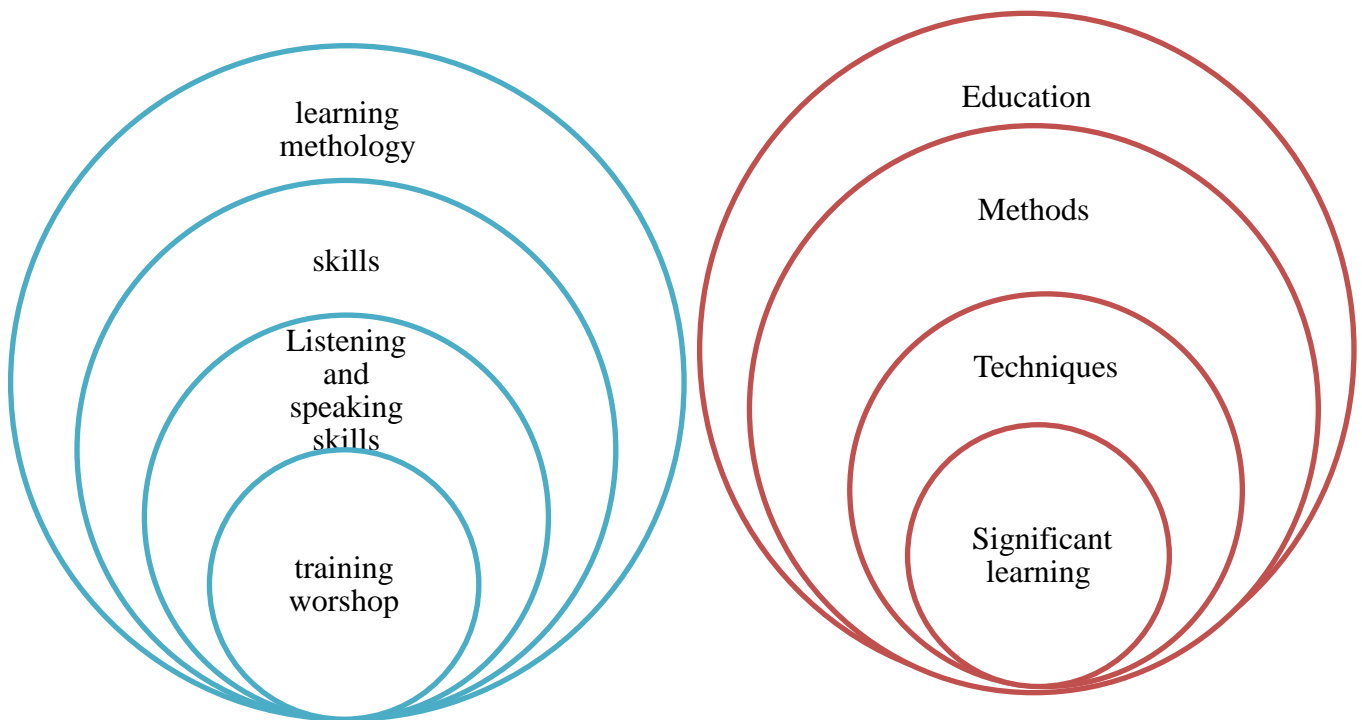 learning
methology
skills
Listening
and
speaking
skills
training
worshop
Education
Methods
Techniques
Significant
learning